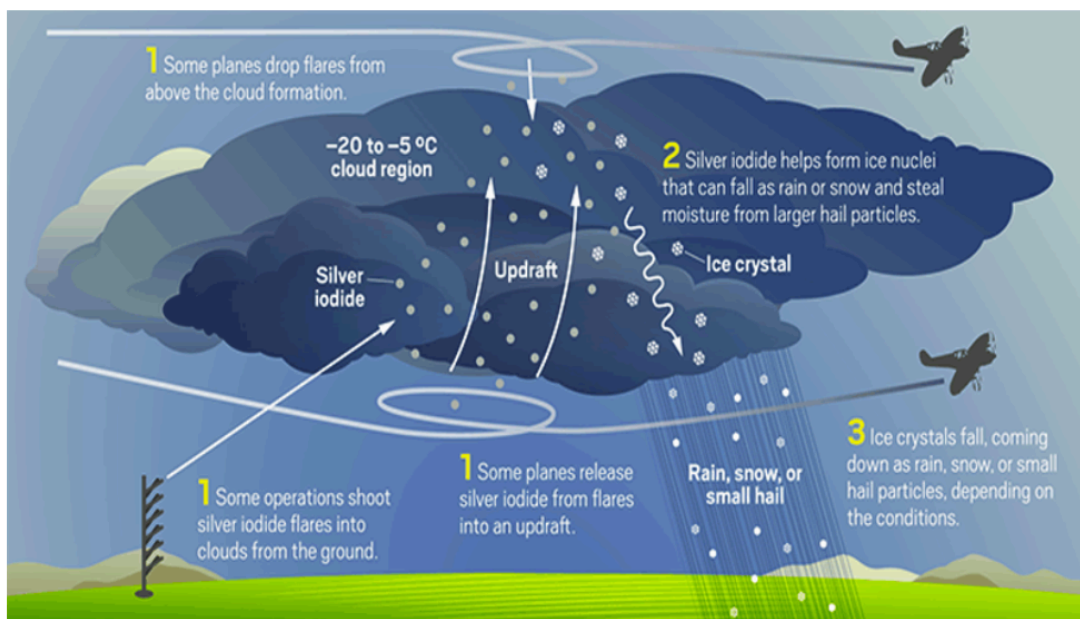 1 Some planes drop flares from
above the cloud formation.
–20 to –5 ºC
cloud region
2 Silver iodide helps form ice nuclei
that can fall as rain or snow and steal
moisture from larger hail particles.
Silver
iodide
Updraft
Ice crystal
1 Some operations shoot
silver iodide flares into
clouds from the ground.
1 Some planes release
silver iodide from flares
into an updraft.
Rain, snow, or
small hail
3 Ice crystals fall, coming
down as rain, snow, or small
hail particles, depending on
the conditions.